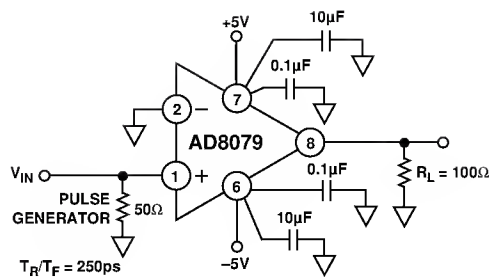 +5V
10µF
0.1µF
7
2
−
AD8079
8
V_IN
1
+
PULSE GENERATOR
50Ω
6
0.1µF
R_L = 100Ω
10µF
−5V
T_R/T_F = 250ps